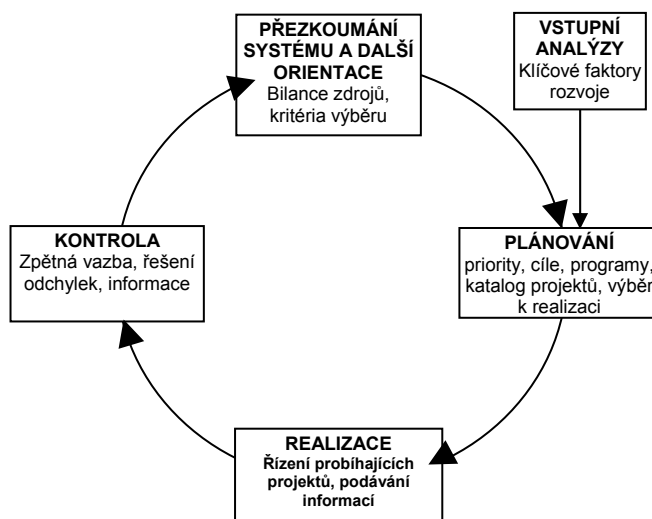 PŘEZKOUMÁNÍ
SYSTÉMU A DALŠÍ
ORIENTACE
Bilance zdrojů,
kritéria výběru
VSTUPNÍ
ANALÝZY
Klíčové faktory
rozvoje
KONTROLA
Zpětná vazba, řešení
odchylek, informace
PLÁNOVÁNÍ
priority, cíle, programy,
katalog projektů, výběr
k realizaci
REALIZACE
Řízení probíhajících
projektů, podávání
informací